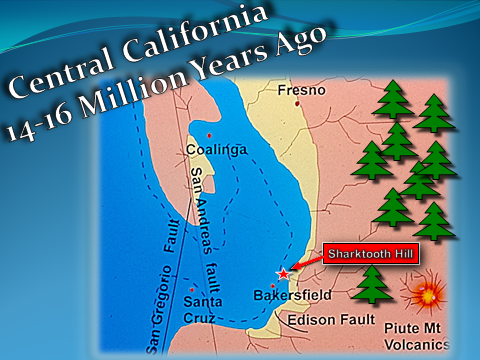 Central California
14-16 Million Years Ago
Fresno
Coalinga
San Andreas fault
San Gregorio Fault
Sharktooth Hill
Bakersfield
Santa
Cruz
Edison Fault
Piute Mt
Volcanics